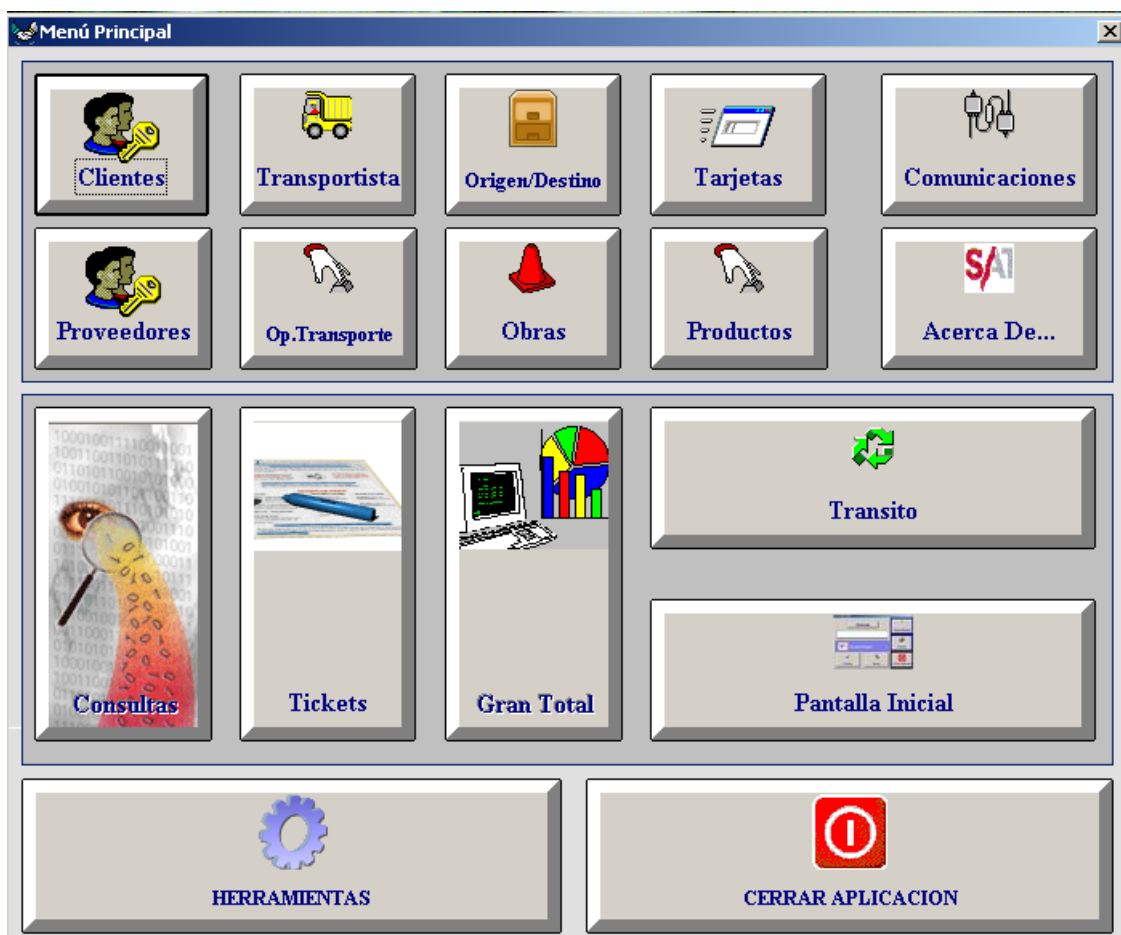 Menú Principal
Clientes
Transportista
Origen/Destino
Tarjetas
Comunicaciones
Proveedores
Op.Transporte
Obras
Productos
SAT
Acerca De...
Consultas
Tickets
Gran Total
Transito
Pantalla Inicial
HERRAMIENTAS
CERRAR APLICACION